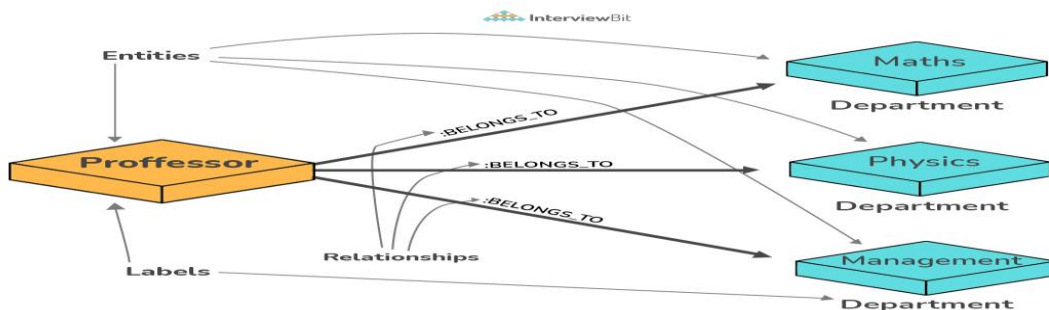 InterviewBit
Entities
Maths
Department
:BELONGS_TO
Proffessor
:BELONGS_TO
Physics
Department
:BELONGS_TO
Relationships
Labels
Management
Department